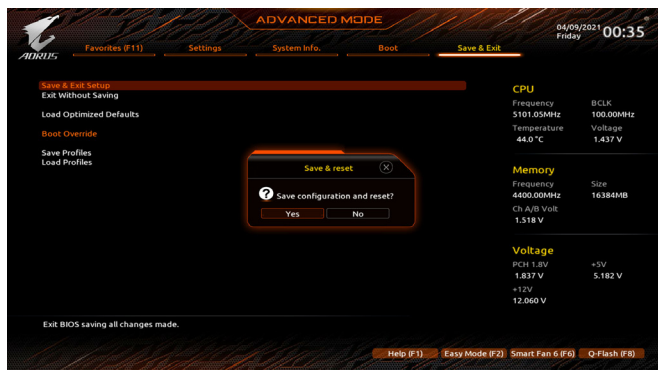 ADVANCED MODE
04/09/2021 Friday 00:35
AORUS
Favorites (F11) Settings System Info. Boot Save & Exit
Save & Exit Setup
Exit Without Saving
Load Optimized Defaults
Boot Override
Save Profiles
Load Profiles
Save & reset
? Save configuration and reset?
Yes No
CPU
Frequency BCLK
5101.05MHz 100.00MHz
Temperature Voltage
44.0 °C 1.437 V
Memory
Frequency Size
4400.00MHz 16384MB
Ch A/B Volt
1.518 V
Voltage
PCH 1.8V +5V
1.837 V 5.182 V
+12V
12.060 V
Exit BIOS saving all changes made.
Help (F1) Easy Mode (F2) Smart Fan 6 (F6) Q-Flash (F8)